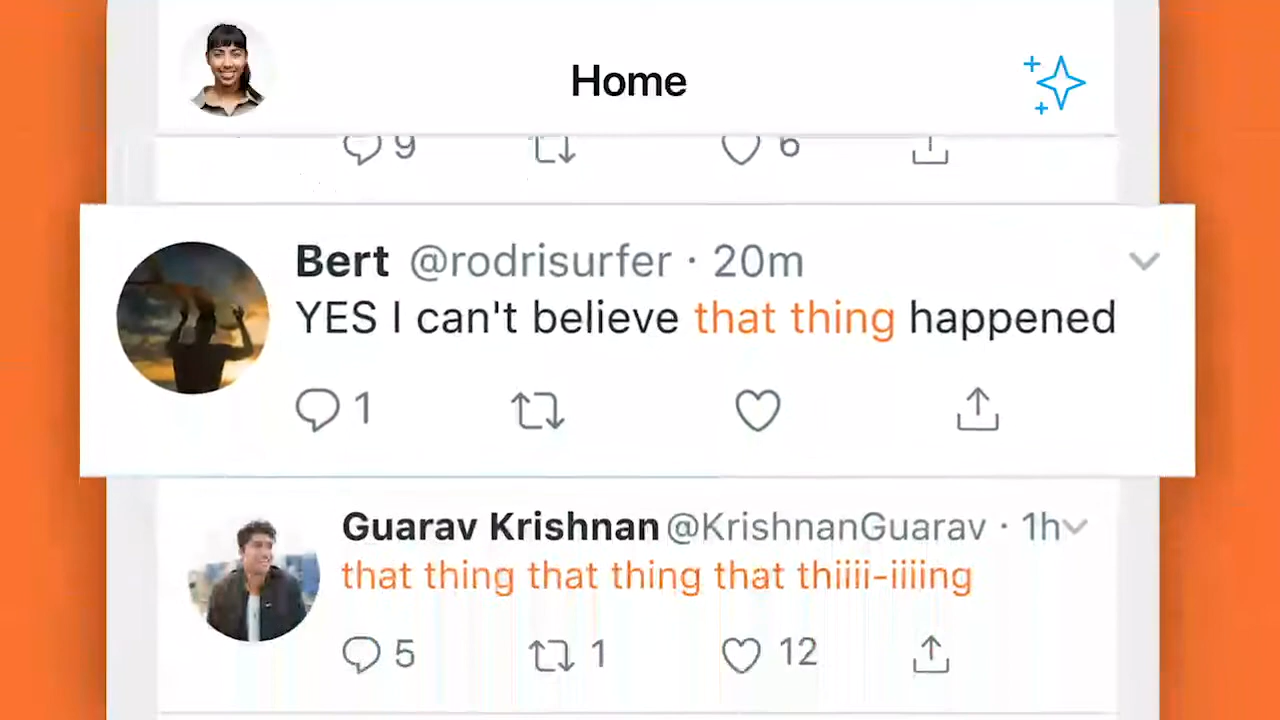 Home
9 6
Bert @rodrisurfer · 20m
YES I can't believe that thing happened
1
Guarav Krishnan @KrishnanGuarav · 1h
that thing that thing that thiiii-iiiing
5 1 12